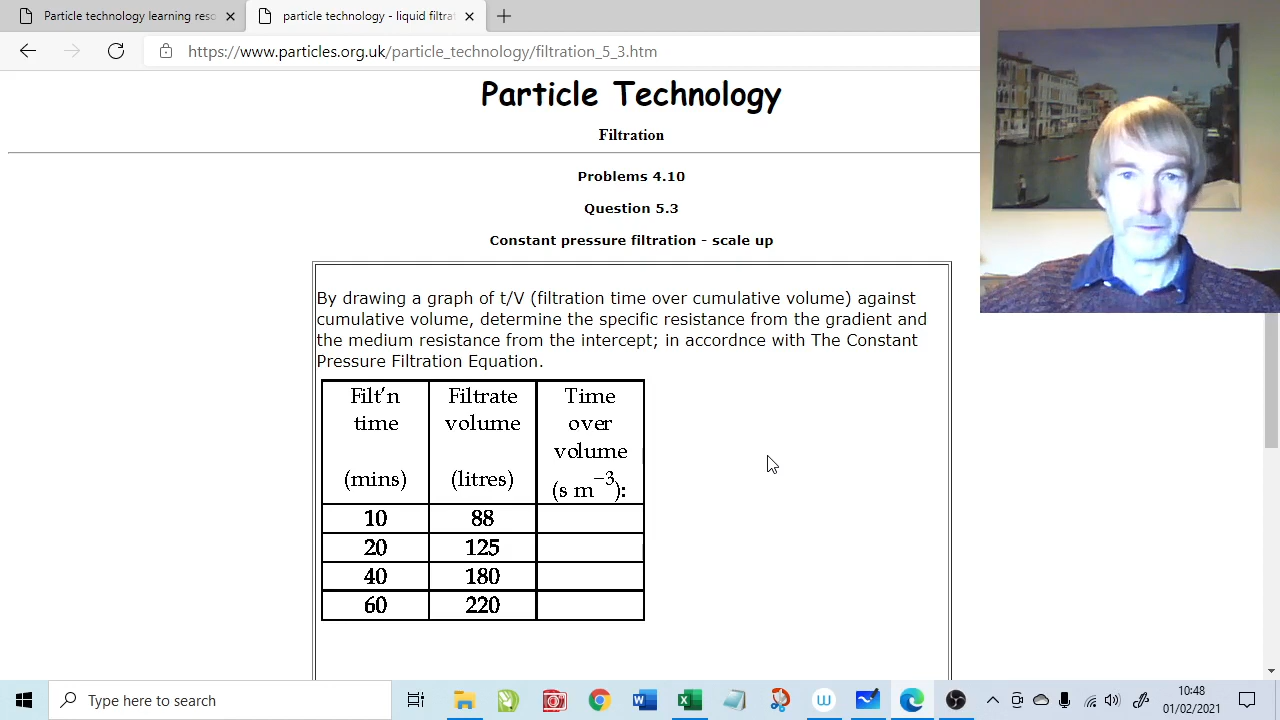 Particle technology learning reso
particle technology - liquid filtrat
https://www.particles.org.uk/particle_technology/filtration_5_3.htm
Particle Technology
Filtration
Problems 4.10
Question 5.3
Constant pressure filtration - scale up
By drawing a graph of t/V (filtration time over cumulative volume) against
cumulative volume, determine the specific resistance from the gradient and
the medium resistance from the intercept; in accordnce with The Constant
Pressure Filtration Equation.
Filt'n time (mins) Filtrate volume (litres) Time over volume (s m⁻³):
10 88
20 125
40 180
60 220
Type here to search
10:48
01/02/2021